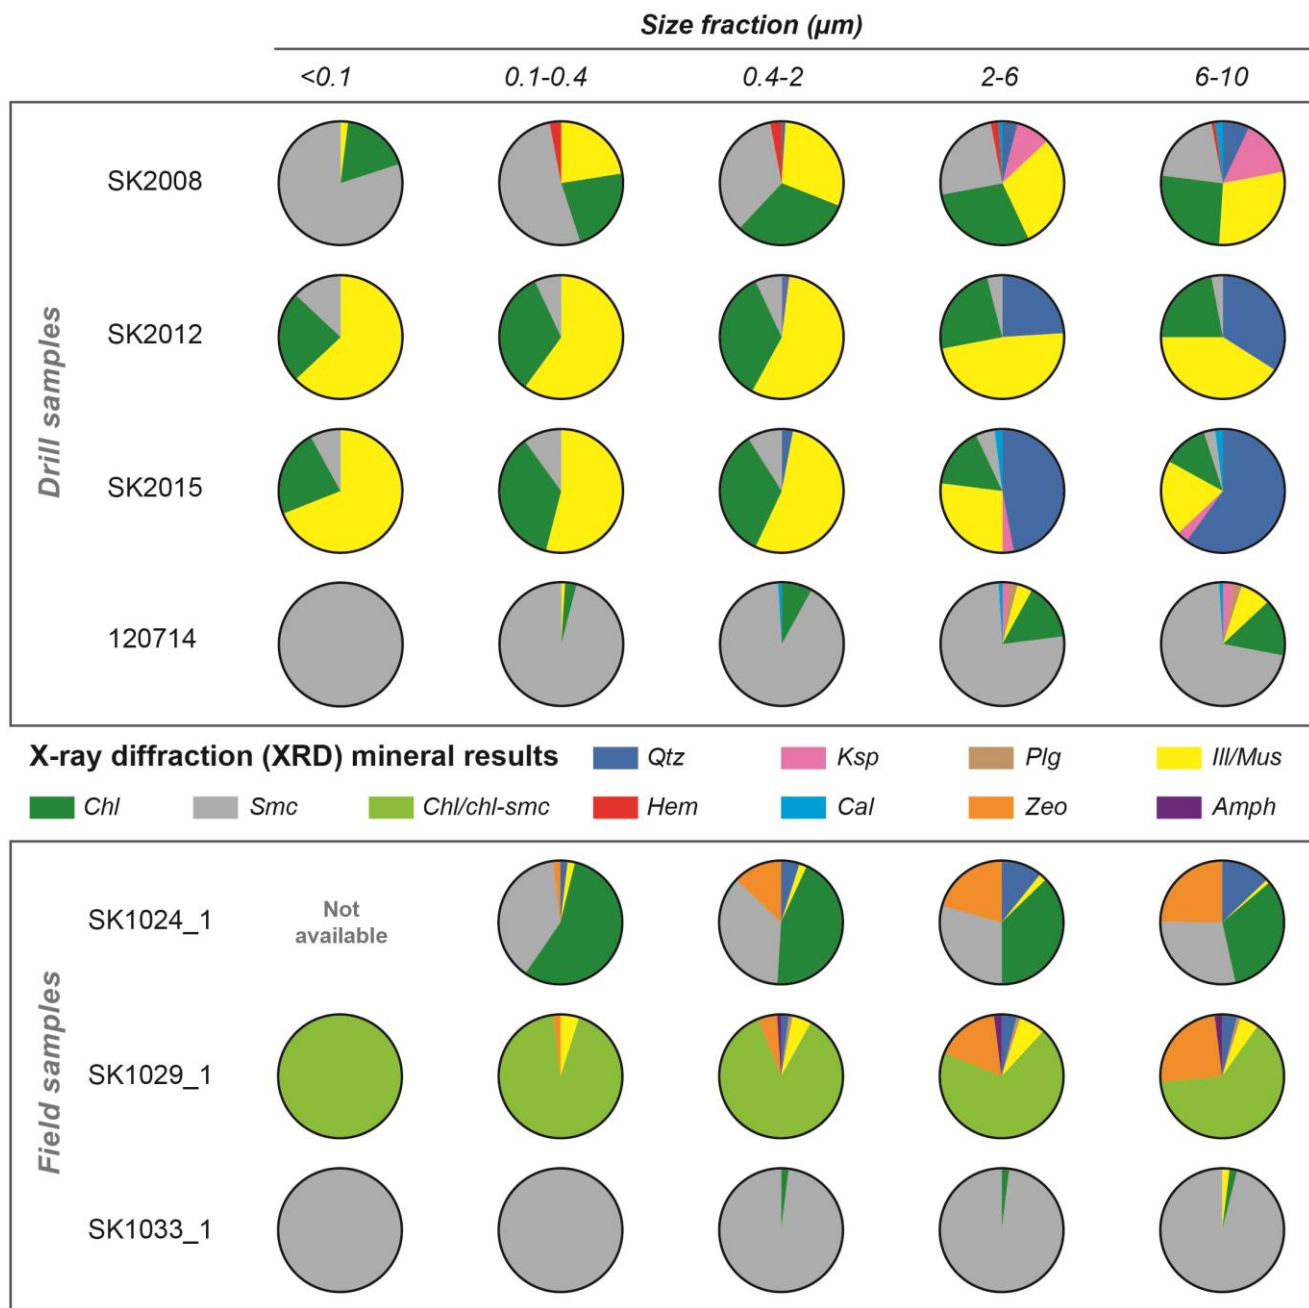 Size fraction (µm)
<0.1 0.1-0.4 0.4-2 2-6 6-10
Drill samples
SK2008
SK2012
SK2015
120714
X-ray diffraction (XRD) mineral results Qtz Ksp Plg Ill/Mus
Chl Smc Chl/chl-smc Hem Cal Zeo Amph
Field samples
SK1024_1
Not
available
SK1029_1
SK1033_1